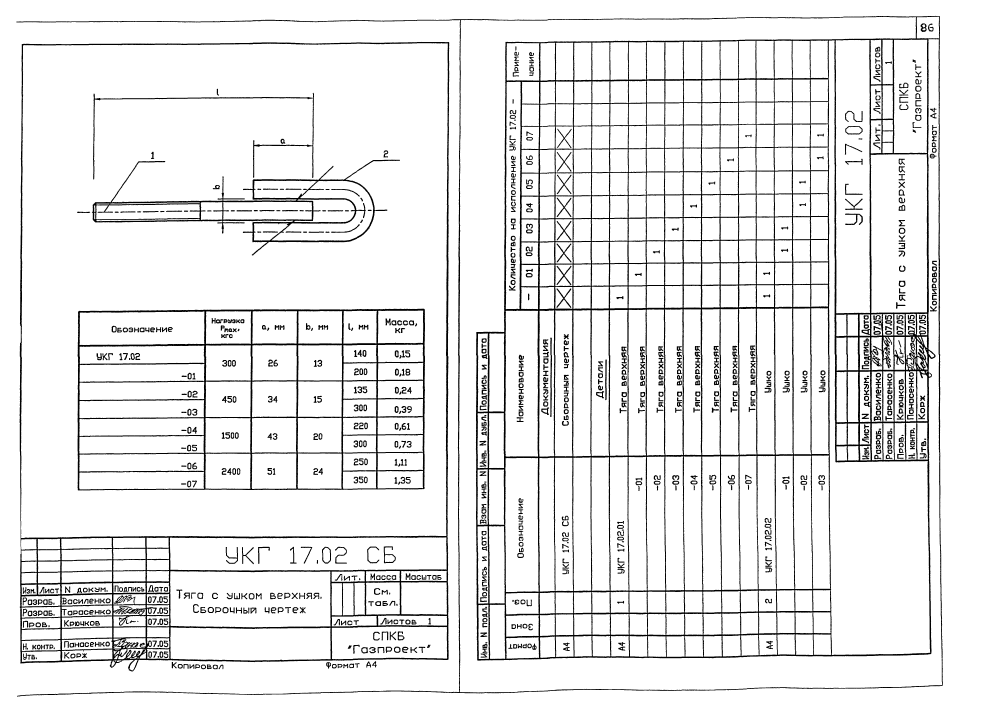 86
l
a
1
2
b
Обозначение
Нагрузка Pmax, кгс
a, мм
b, мм
l, мм
Масса, кг
УКГ 17.02
300
26
13
140
0,15
-01
200
0,18
-02
450
34
15
135
0,24
-03
300
0,39
-04
1500
43
20
220
0,61
-05
300
0,73
-06
2400
51
24
250
1,11
-07
350
1,35
УКГ 17.02 СБ
Тяга с ушком верхняя.
Сборочный чертеж
Лит. Масса Масштаб
См. табл.
Лист Листов 1
СПКБ
"Газпроект"
Изм. Лист N докум. Подпись Дата
Разраб. Василенко 07.05
Разраб. Тарасенко 07.05
Пров. Крючков 07.05
Н. контр. Панасенко 07.05
Утв. Корж 07.05
Копировал Формат А4
Инв. N подл. Подпись и дата Взам инв. N Инв. N дубл. Подпись и дата
Формат Зона Поз. Обозначение Наименование Количество на исполнение УКГ 17.02 - Приме-чание
- 01 02 03 04 05 06 07
Документация
А4 УКГ 17.02 СБ Сборочный чертеж
Детали
А4 1 УКГ 17.02.01 Тяга верхняя 1
-01 Тяга верхняя 1
-02 Тяга верхняя 1
-03 Тяга верхняя 1
-04 Тяга верхняя 1
-05 Тяга верхняя 1
-06 Тяга верхняя 1
-07 Тяга верхняя 1
А4 2 УКГ 17.02.02 Ушко 1 1
-01 Ушко 1 1
-02 Ушко 1 1
-03 Ушко 1 1
УКГ 17.02
Изм. Лист N докум. Подпись Дата
Разраб. Василенко 07.05
Разраб. Тарасенко 07.05
Пров. Крючков 07.05
Н. контр. Панасенко 07.05
Утв. Корж 07.05
Тяга с ушком верхняя
Лит. Лист Листов
1
СПКБ
"Газпроект"
Копировал Формат А4